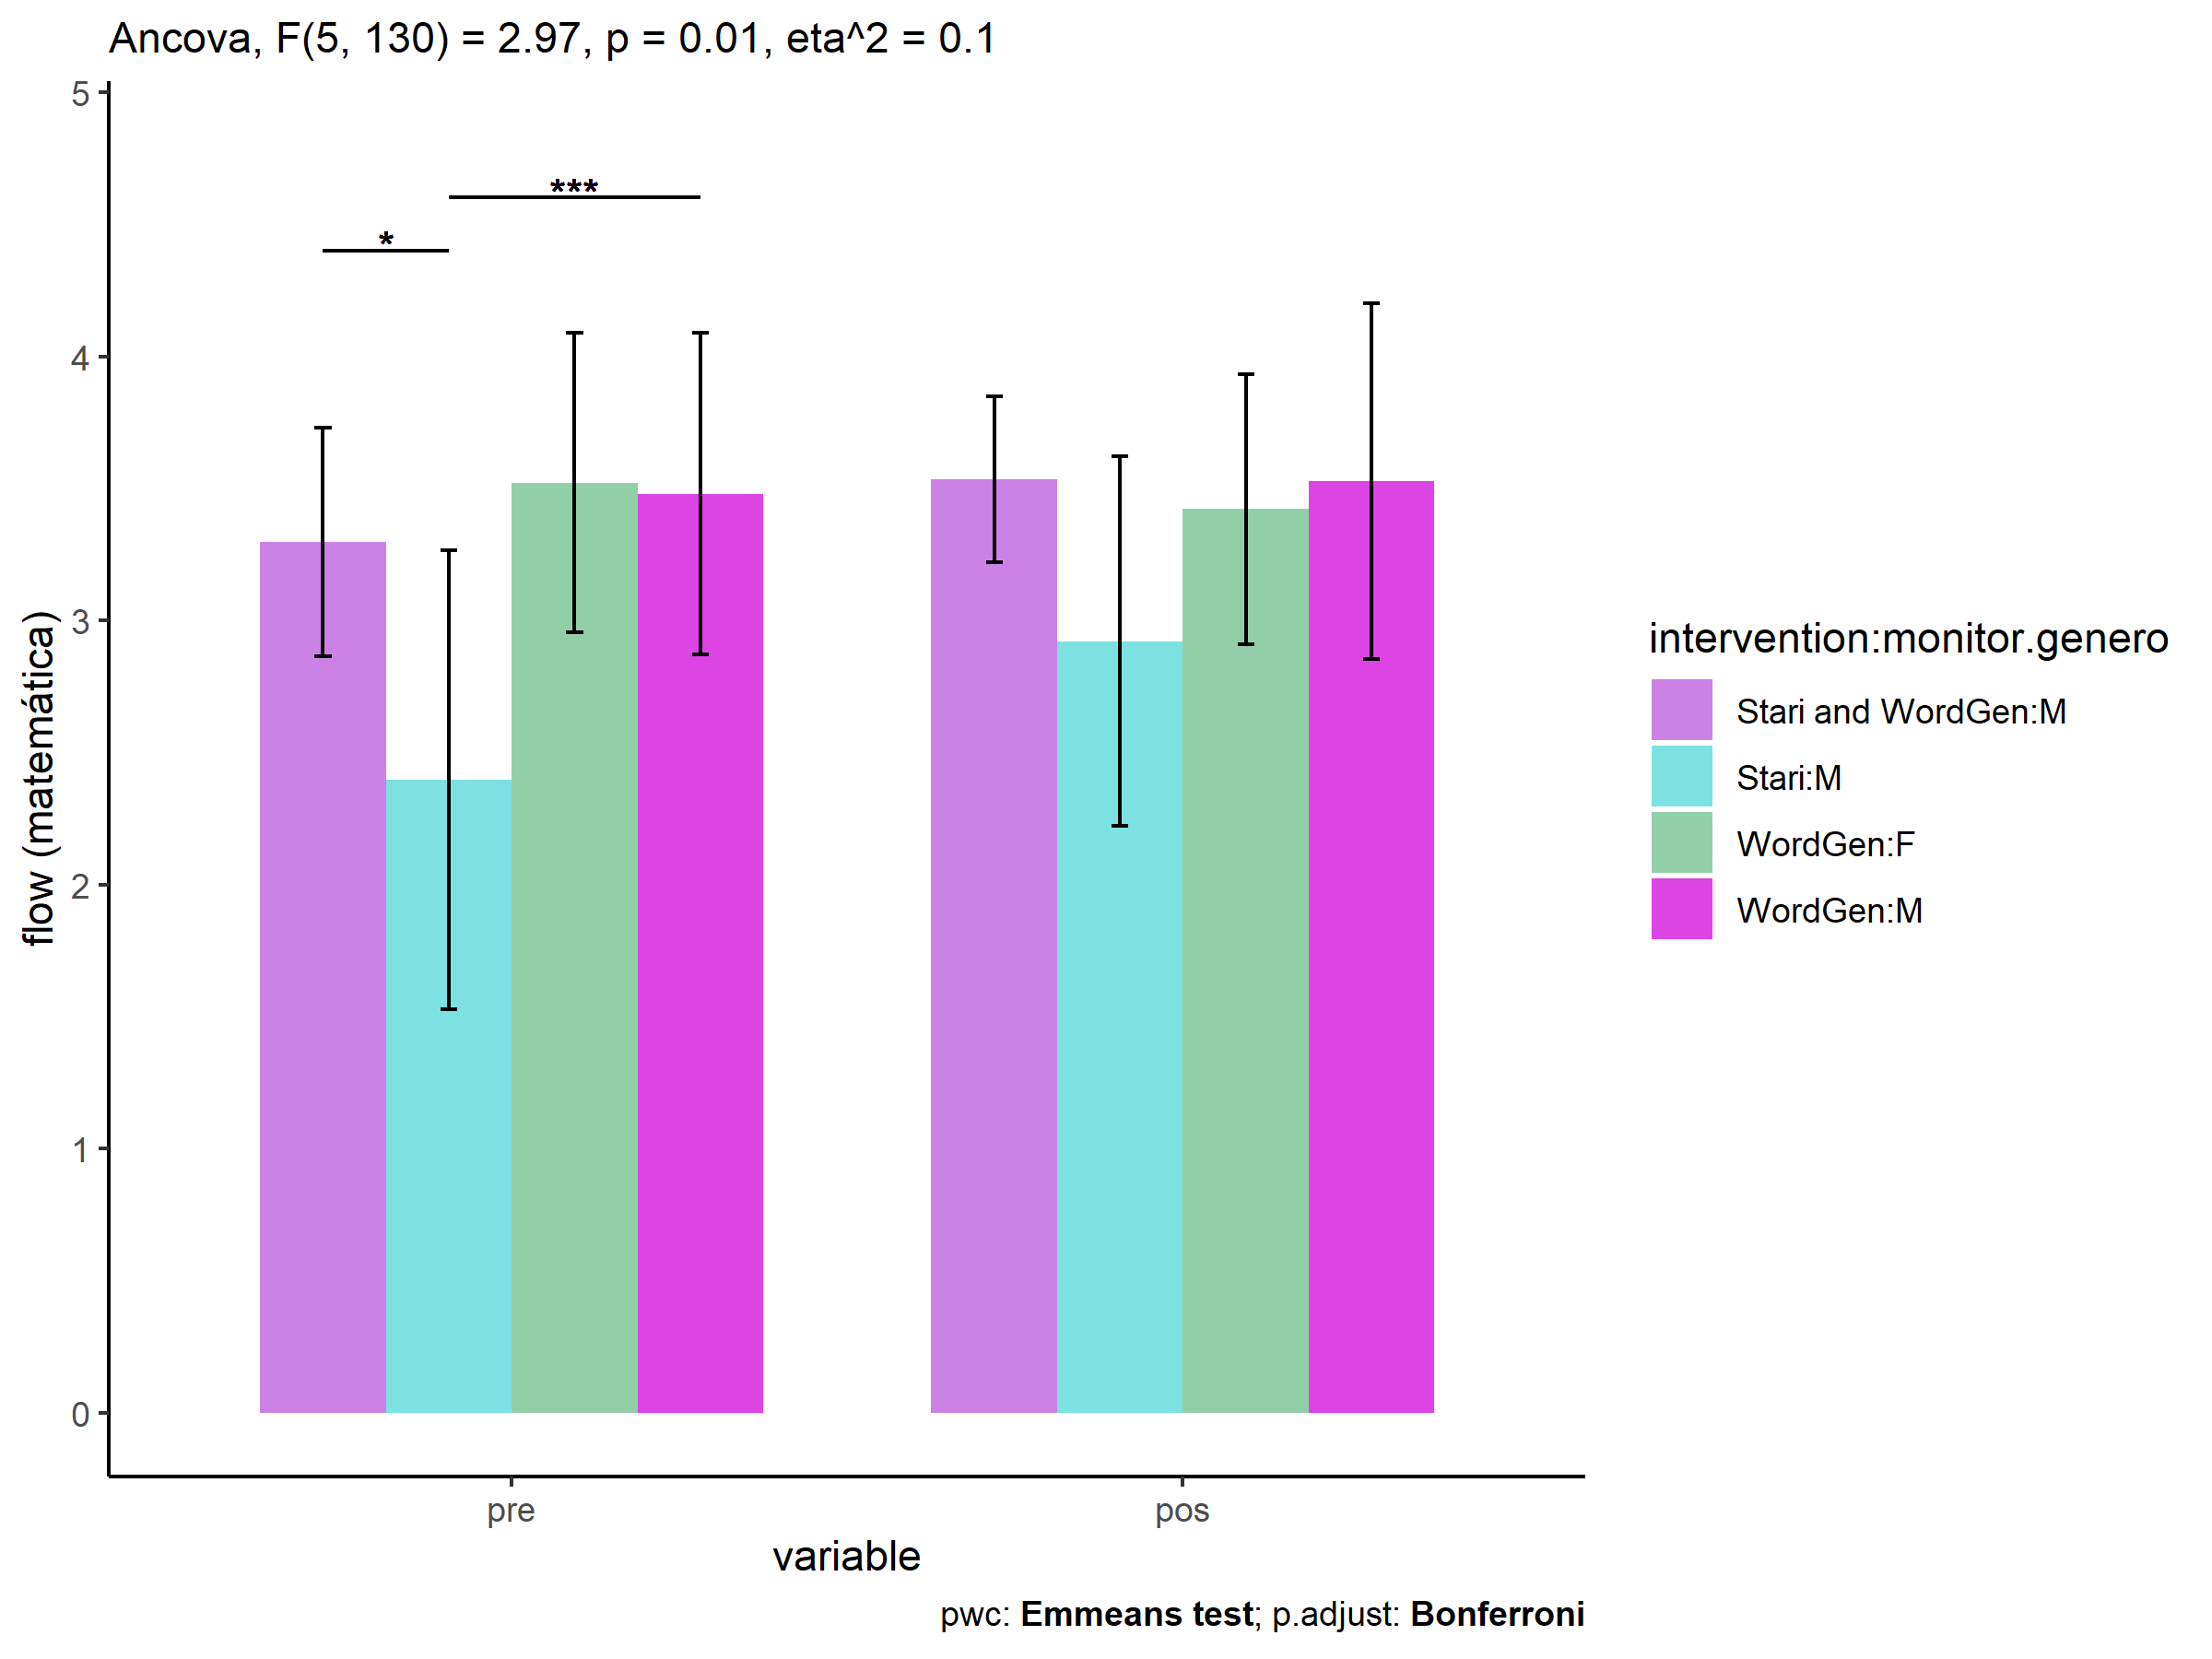 Ancova, F(5, 130) = 2.97, p = 0.01, eta^2 = 0.1
5
4
3
2
1
0
flow (matemática)
*
***
pre
pos
variable
intervention:monitor.genero
Stari and WordGen:M
Stari:M
WordGen:F
WordGen:M
pwc: Emmeans test; p.adjust: Bonferroni